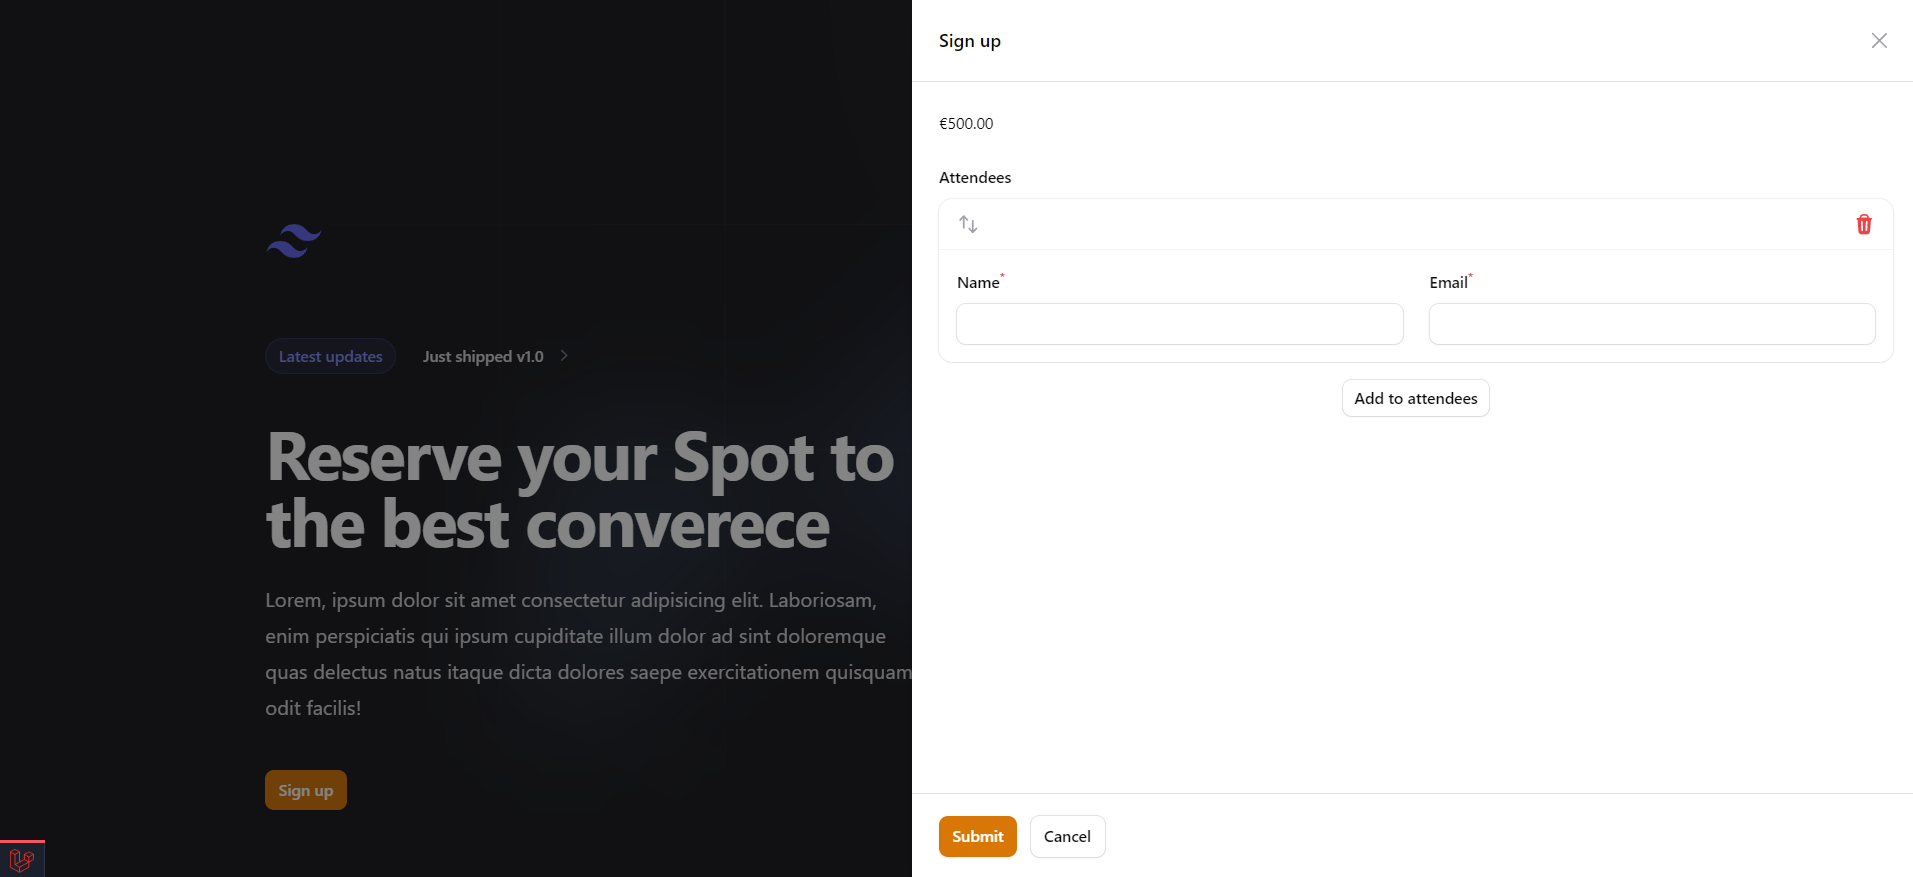 Latest updates
Just shipped v1.0
Reserve your Spot to
the best converece
Lorem, ipsum dolor sit amet consectetur adipisicing elit. Laboriosam,
enim perspiciatis qui ipsum cupiditate illum dolor ad sint doloremque
quas delectus natus itaque dicta dolores saepe exercitationem quisquam
odit facilis!
Sign up
Sign up
€500.00
Attendees
Name*
Email*
Add to attendees
Submit
Cancel